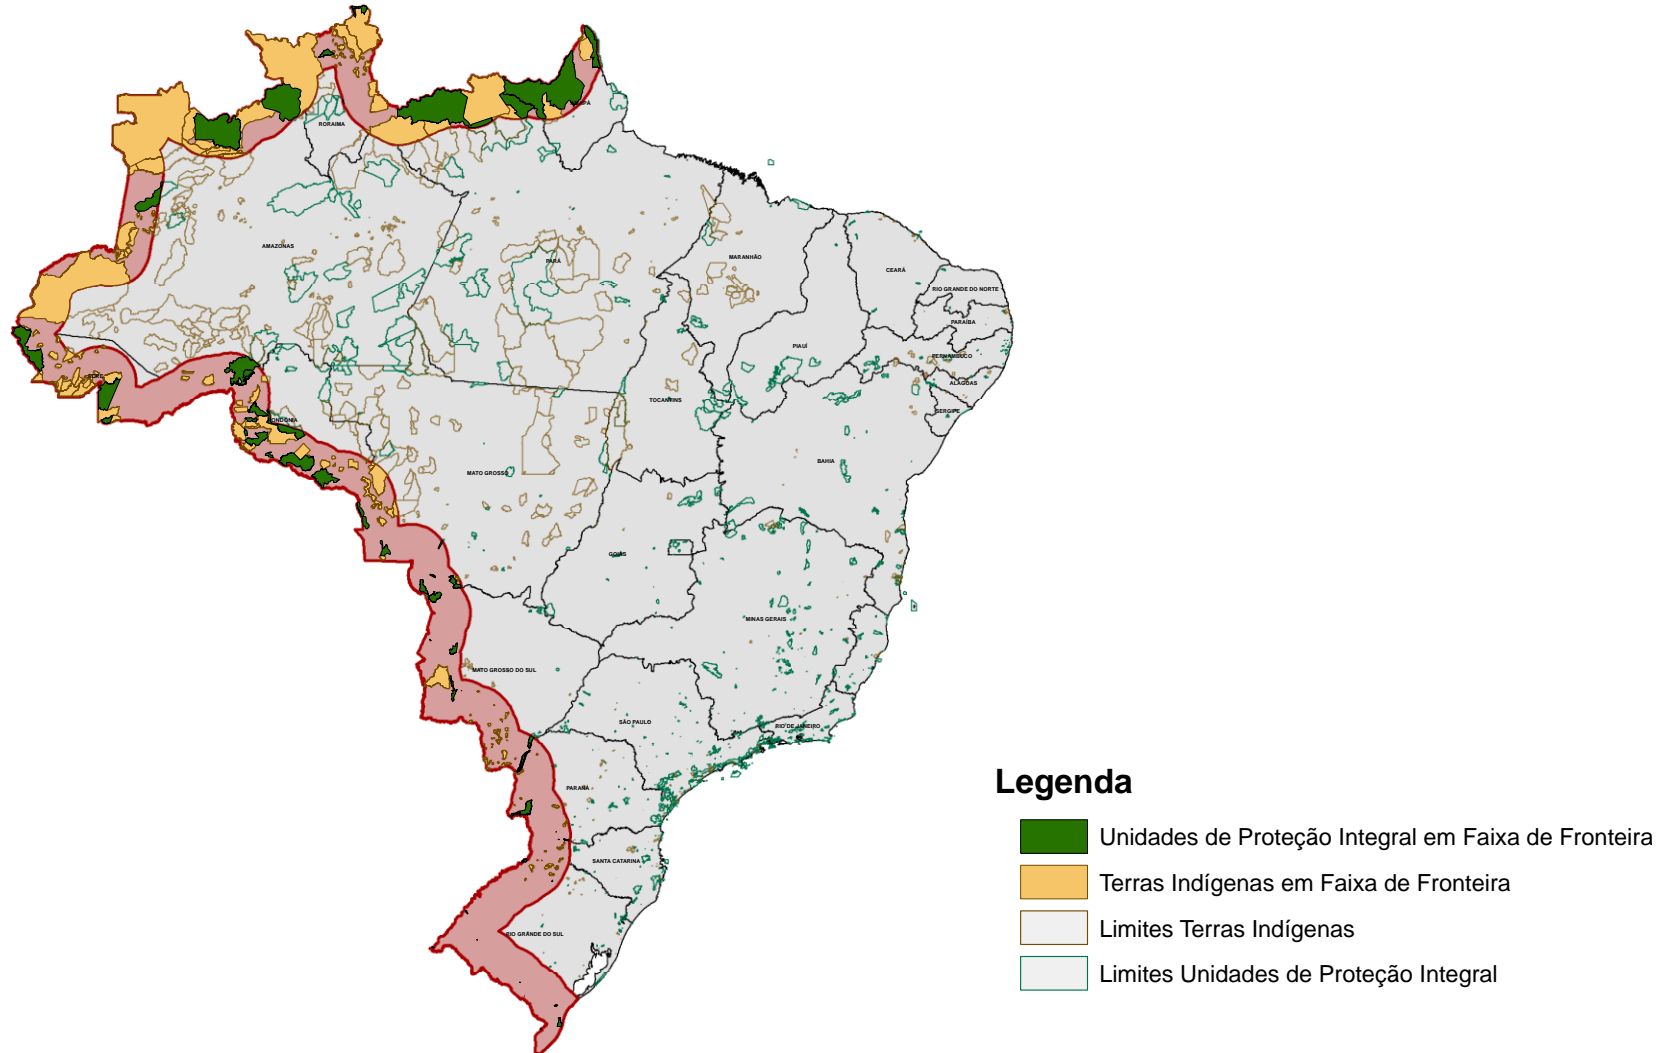 RORAIMA
AMAZONAS
PARÁ
MARANHÃO
CEARÁ
RIO GRANDE DO NORTE
PARAÍBA
PERNAMBUCO
ALAGOAS
SERGIPE
PIAUÍ
TOCANTINS
BAHIA
MATO GROSSO
GOIÁS
MINAS GERAIS
MATO GROSSO DO SUL
SÃO PAULO
RIO DE JANEIRO
PARANÁ
SANTA CATARINA
RIO GRANDE DO SUL
Legenda
Unidades de Proteção Integral em Faixa de Fronteira
Terras Indígenas em Faixa de Fronteira
Limites Terras Indígenas
Limites Unidades de Proteção Integral